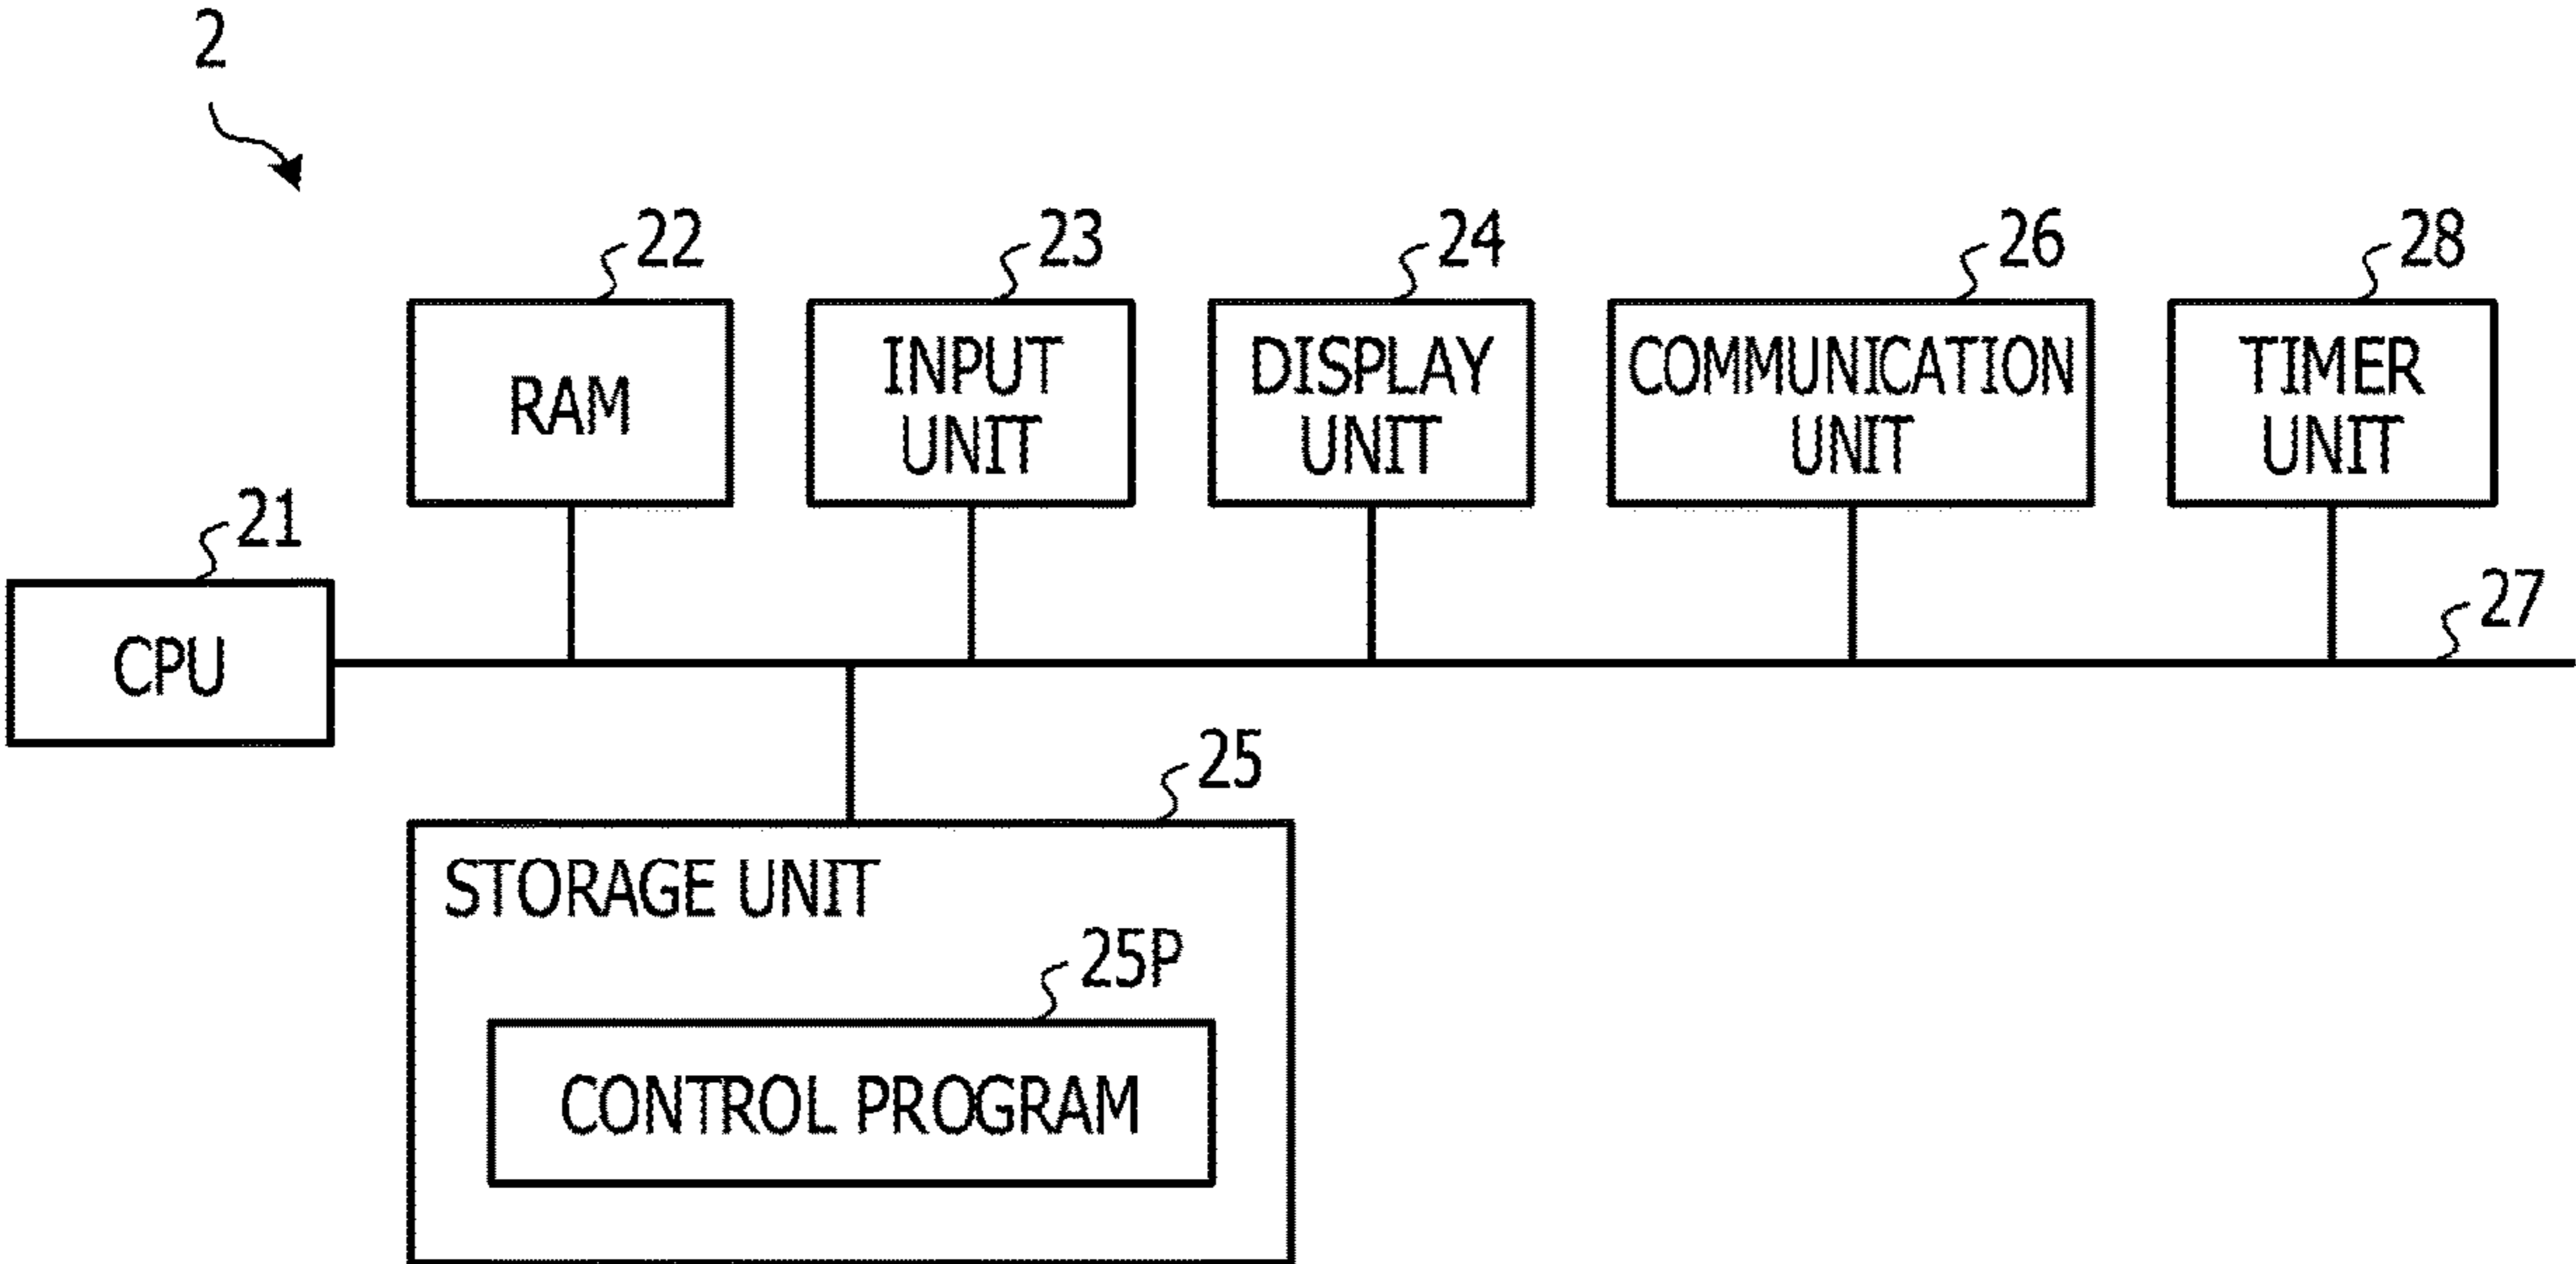 2
22
23
24
26
28
RAM
INPUT
UNIT
DISPLAY
UNIT
COMMUNICATION
UNIT
TIMER
UNIT
21
CPU
27
25
STORAGE UNIT
25P
CONTROL PROGRAM